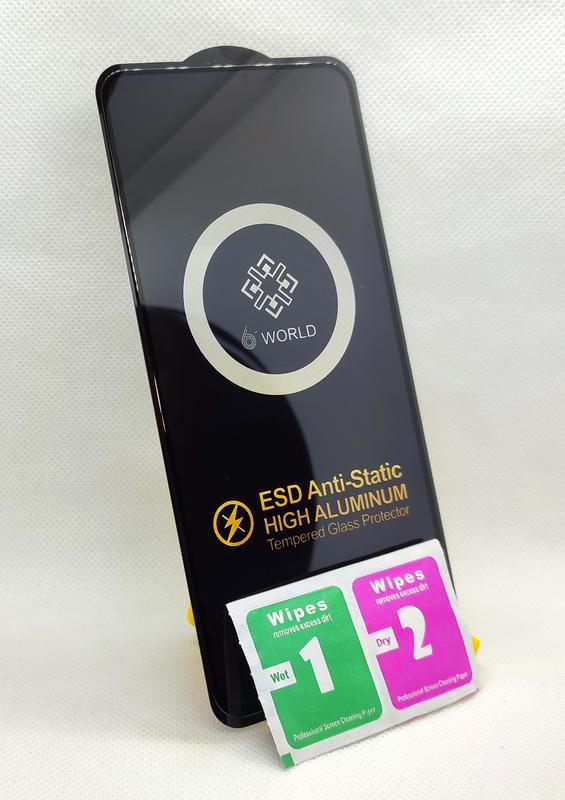 6th WORLD
ESD Anti-Static
HIGH ALUMINUM
Tempered Glass Protector
Wipes
removes excess dirt
Wet
1
Professional Screen Cleaning Paper
Wipes
removes excess dirt
Dry
2
Professional Screen Cleaning Paper